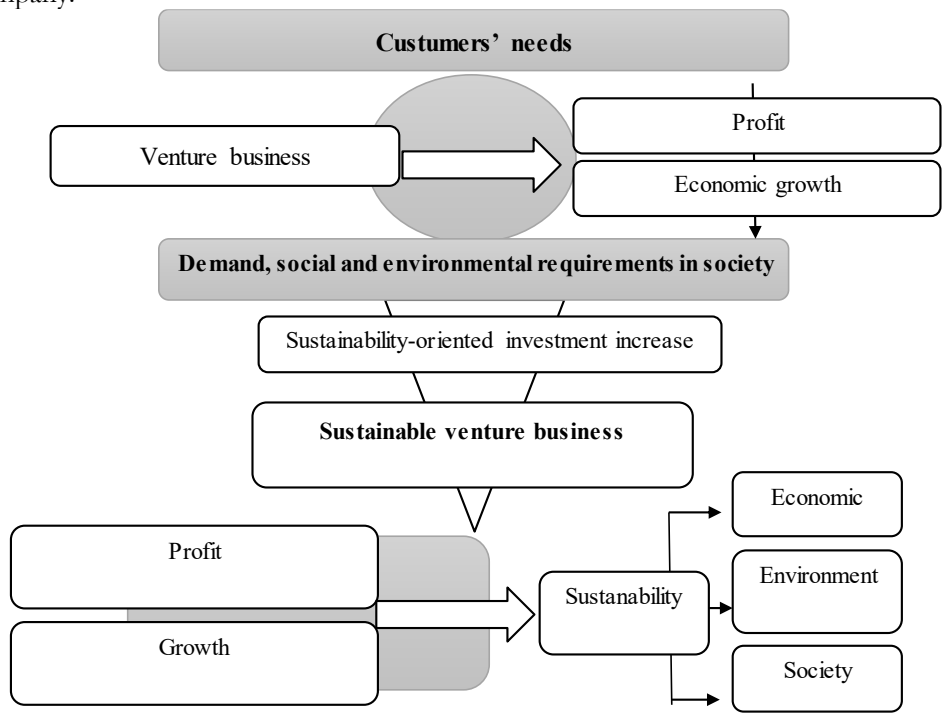 mpany.
Custumers’ needs
Profit
Venture business
Economic growth
Demand, social and environmental requirements in society
Sustainability-oriented investment increase
Sustainable venture business
Economic
Profit
Environment
Sustanability
Growth
Society